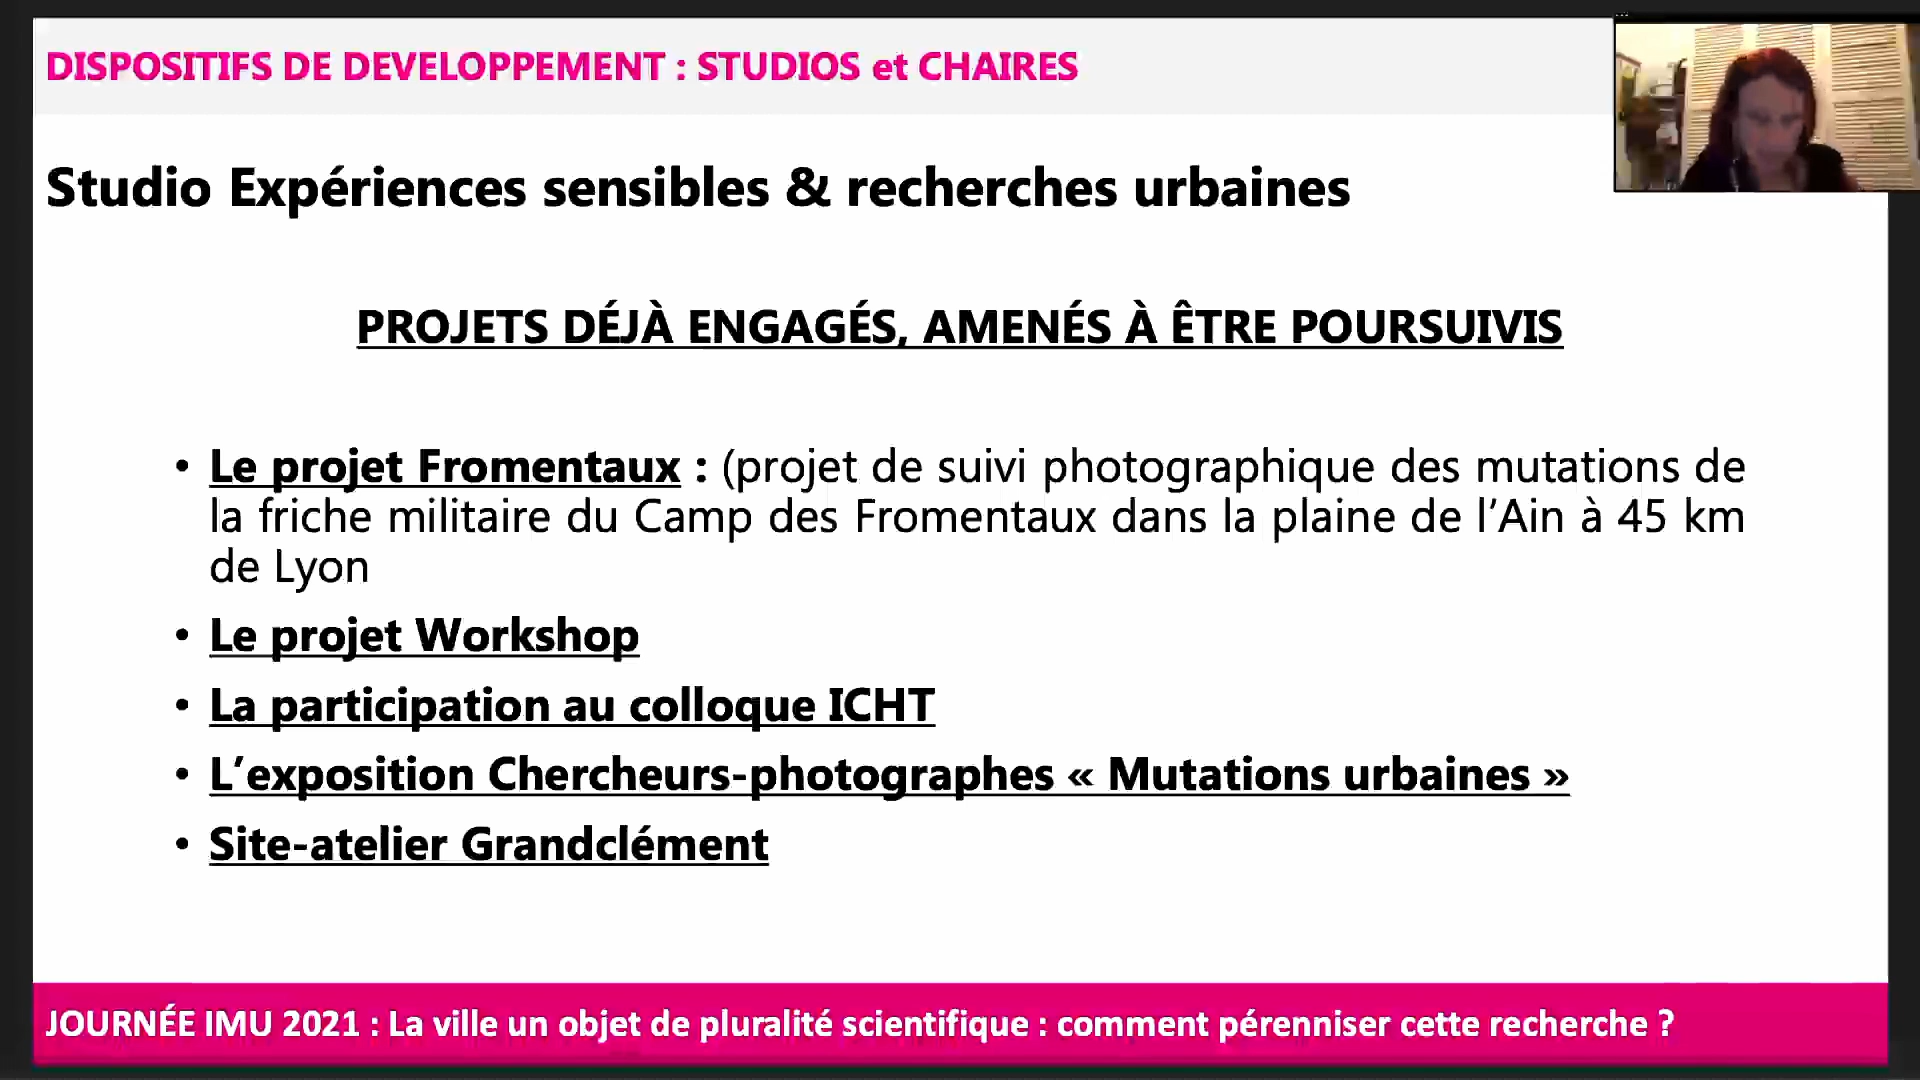 DISPOSITIFS DE DEVELOPPEMENT : STUDIOS et CHAIRES
Studio Expériences sensibles & recherches urbaines
PROJETS DÉJÀ ENGAGÉS, AMENÉS À ÊTRE POURSUIVIS
• Le projet Fromentaux : (projet de suivi photographique des mutations de
la friche militaire du Camp des Fromentaux dans la plaine de l’Ain à 45 km
de Lyon
• Le projet Workshop
• La participation au colloque ICHT
• L’exposition Chercheurs-photographes « Mutations urbaines »
• Site-atelier Grandclément
JOURNÉE IMU 2021 : La ville un objet de pluralité scientifique : comment pérenniser cette recherche ?